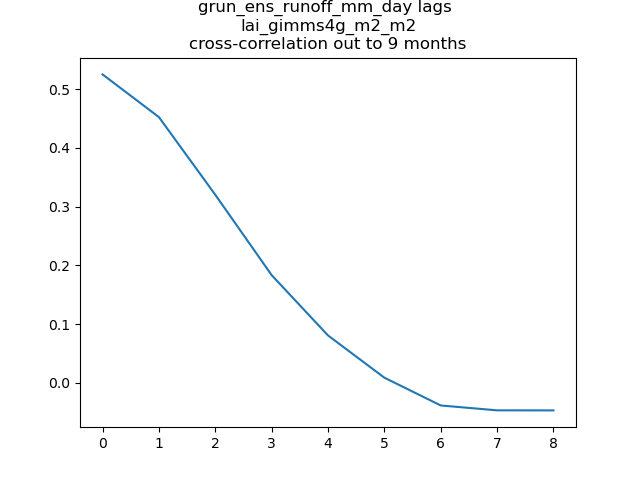 grun_ens_runoff_mm_day lags
lai_gimms4g_m2_m2
cross-correlation out to 9 months
0.5
0.4
0.3
0.2
0.1
0.0
0 1 2 3 4 5 6 7 8